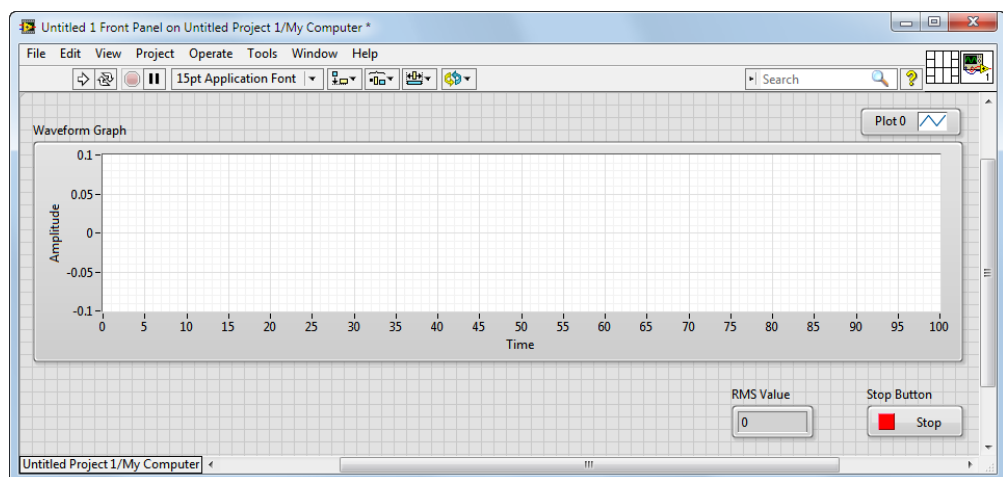 Untitled 1 Front Panel on Untitled Project 1/My Computer *
File Edit View Project Operate Tools Window Help
15pt Application Font Search ? 1
Plot 0
Waveform Graph
0.1
0.05
0
-0.05
-0.1
Amplitude
0 5 10 15 20 25 30 35 40 45 50 55 60 65 70 75 80 85 90 95 100
Time
RMS Value Stop Button
0 Stop
Untitled Project 1/My Computer